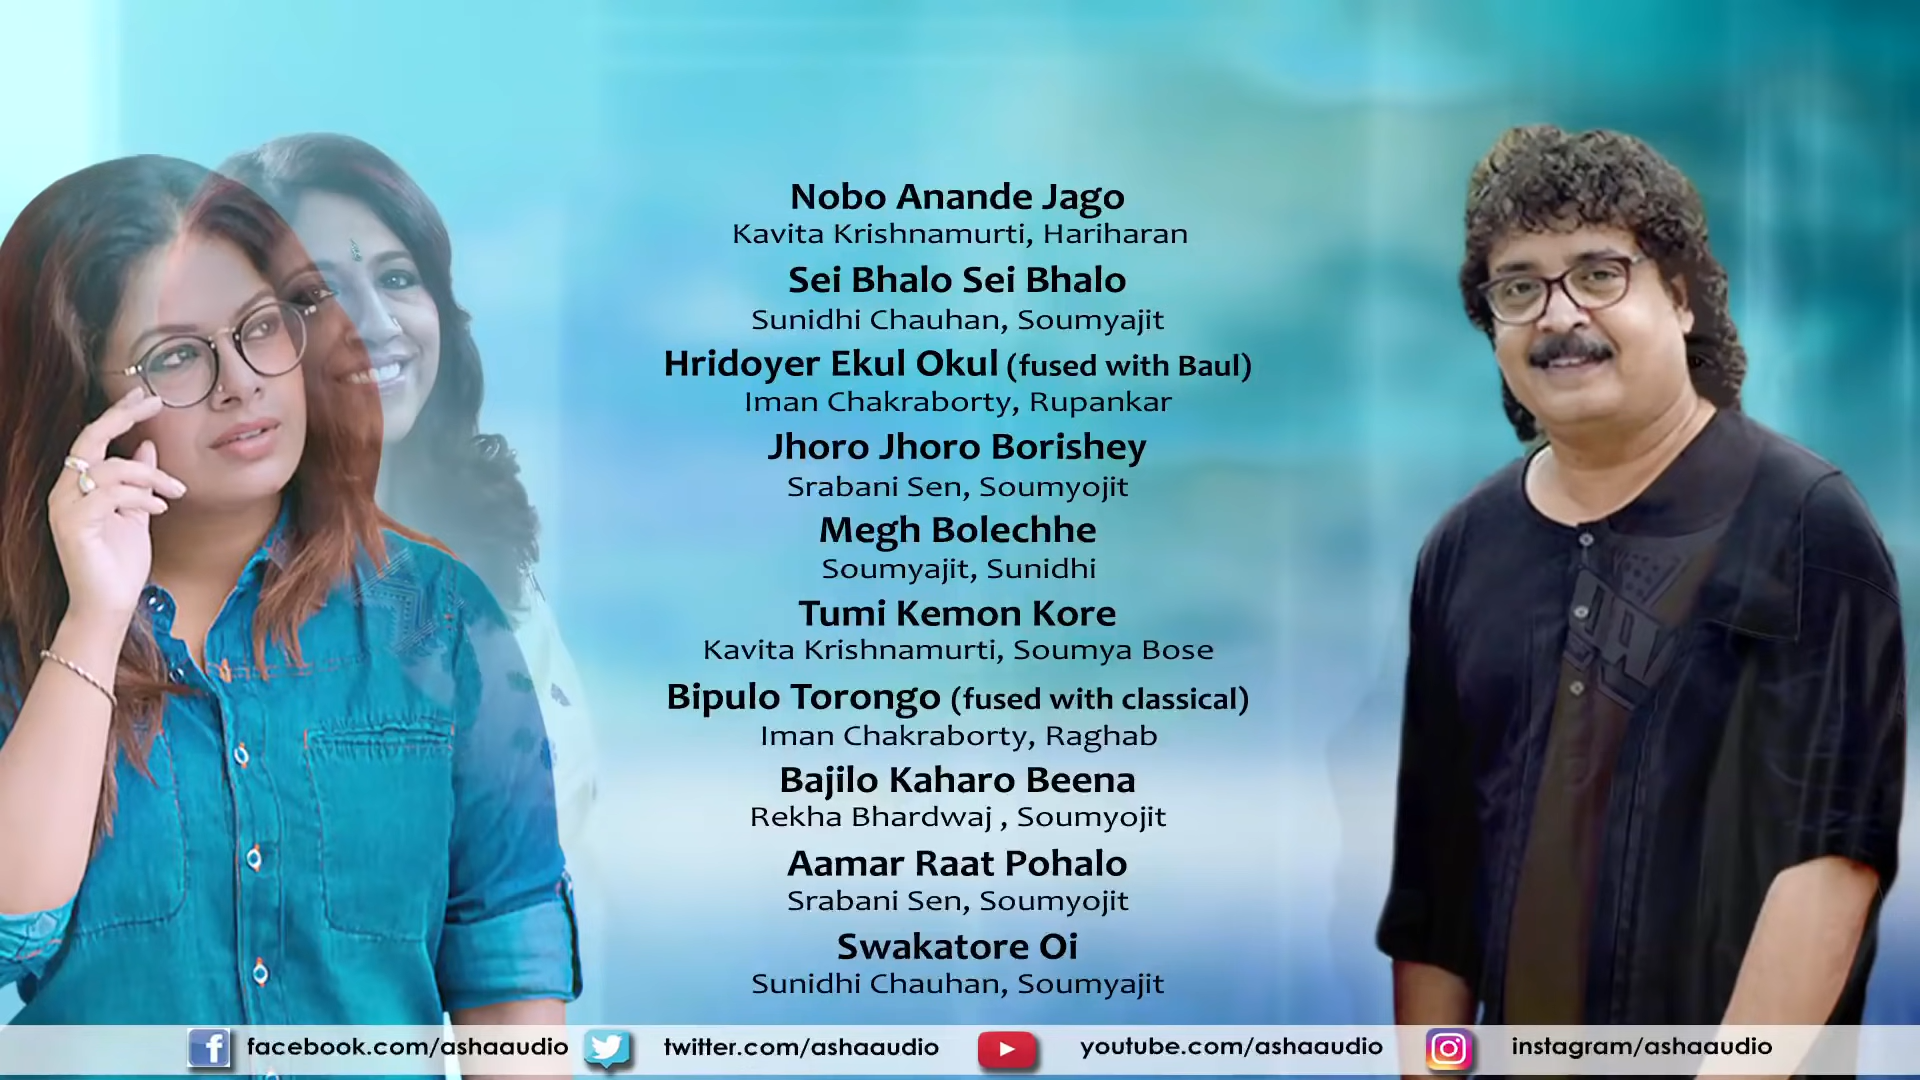 Nobo Anande Jago
Kavita Krishnamurti, Hariharan
Sei Bhalo Sei Bhalo
Sunidhi Chauhan, Soumyajit
Hridoyer Ekul Okul (fused with Baul)
Iman Chakraborty, Rupankar
Jhoro Jhoro Borishey
Srabani Sen, Soumyojit
Megh Bolechhe
Soumyajit, Sunidhi
Tumi Kemon Kore
Kavita Krishnamurti, Soumya Bose
Bipulo Torongo (fused with classical)
Iman Chakraborty, Raghab
Bajilo Kaharo Beena
Rekha Bhardwaj , Soumyojit
Aamar Raat Pohalo
Srabani Sen, Soumyojit
Swakatore Oi
Sunidhi Chauhan, Soumyajit
facebook.com/ashaaudio twitter.com/ashaaudio youtube.com/ashaaudio instagram/ashaaudio